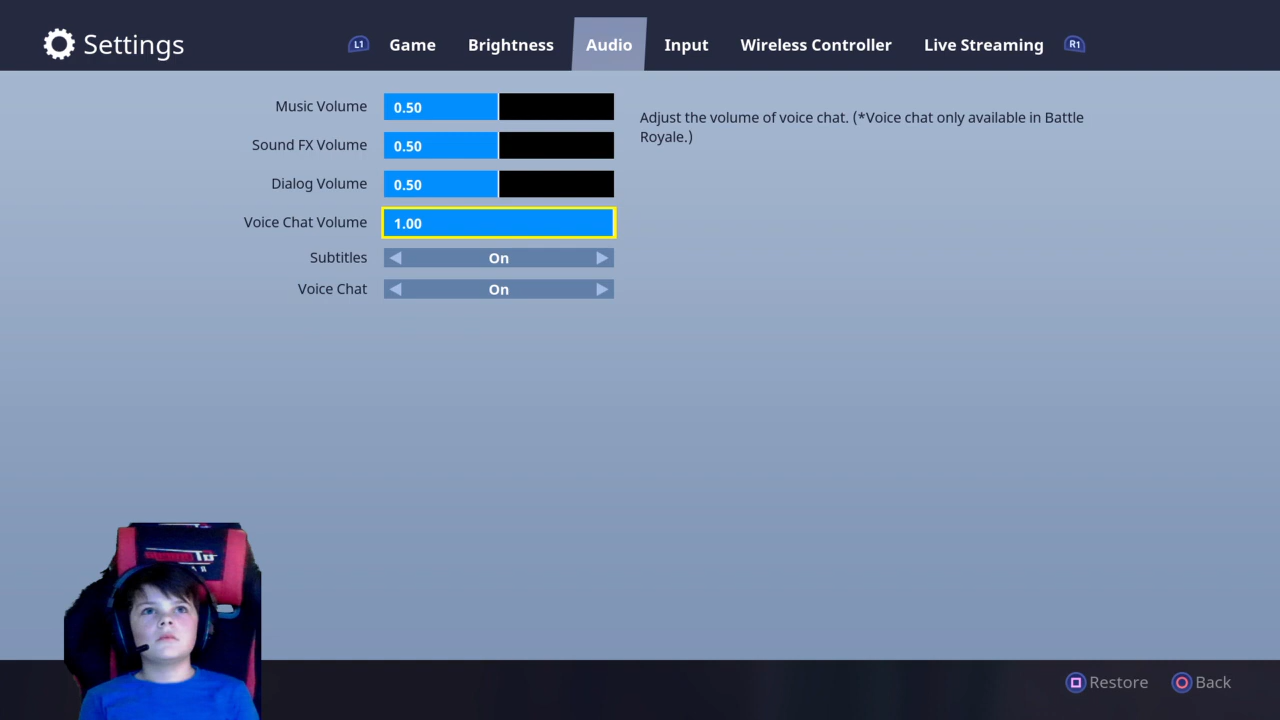 Settings
L1 Game Brightness Audio Input Wireless Controller Live Streaming R1
Music Volume 0.50
Sound FX Volume 0.50
Dialog Volume 0.50
Voice Chat Volume 1.00
Subtitles On
Voice Chat On
Adjust the volume of voice chat. (*Voice chat only available in Battle
Royale.)
Restore Back